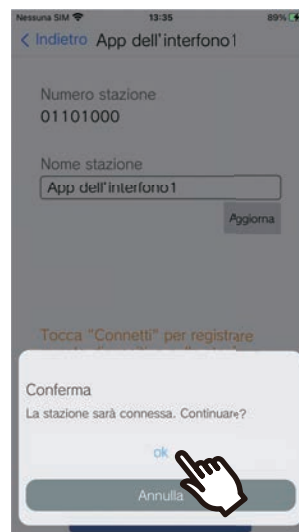 Nessuna SIM 13:35 89%
Indietro App dell'interfono1
Numero stazione
01101000
Nome stazione
App dell'interfono1
Aggiorna
Tocca "Connetti" per registrare
Conferma
La stazione sarà connessa. Continuare?
ok
Annulla